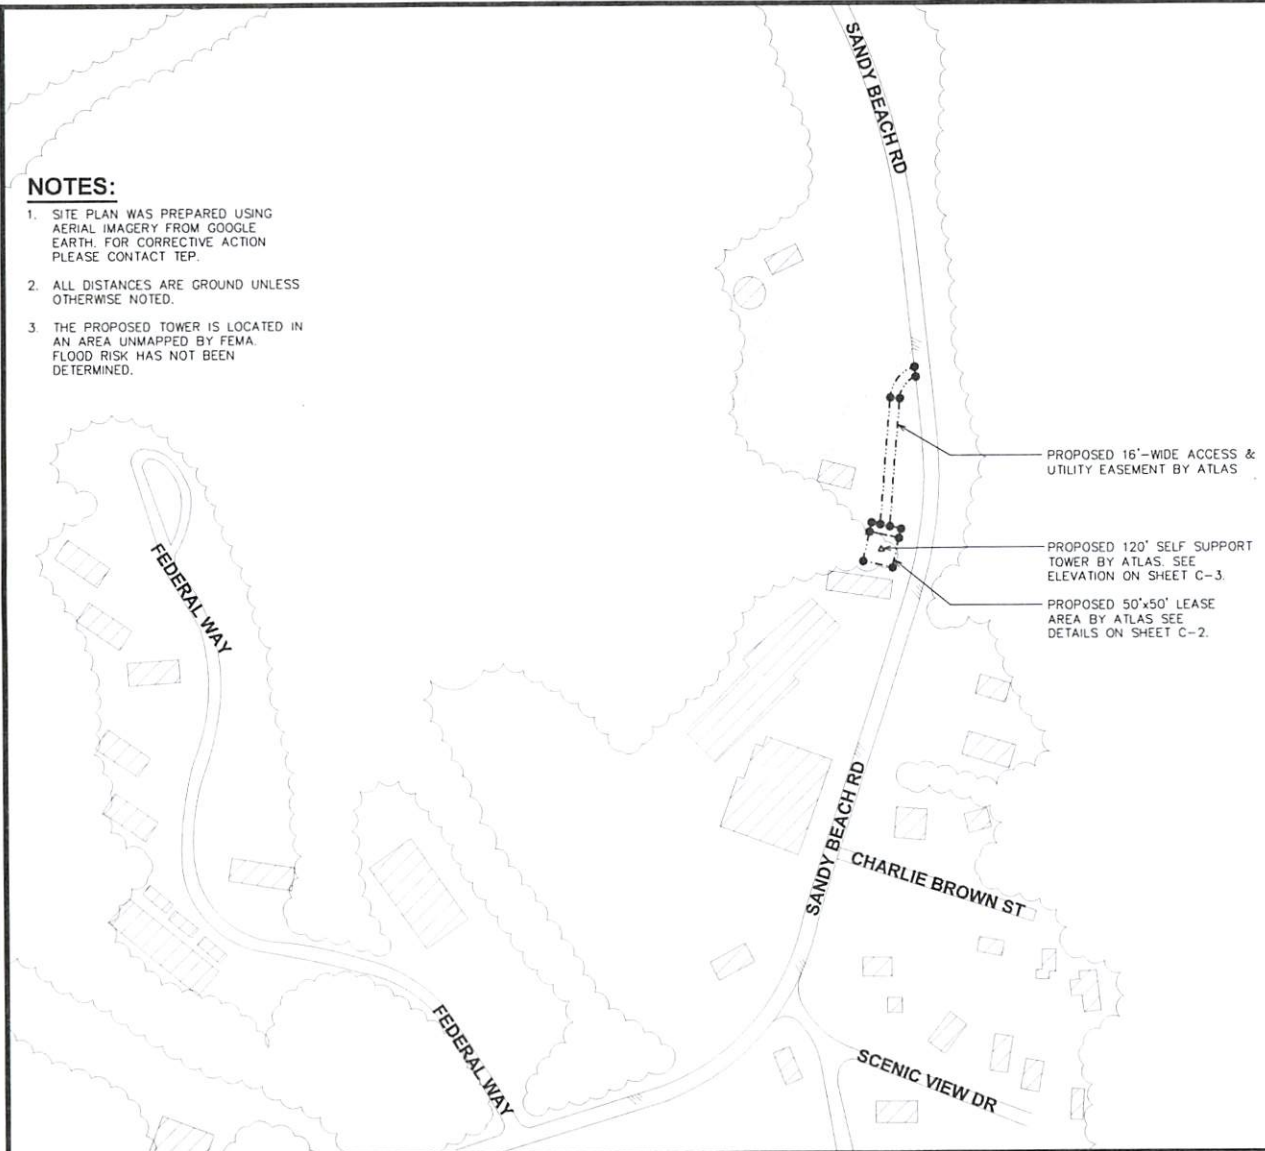 SANDY BEACH RD
NOTES:
1. SITE PLAN WAS PREPARED USING
AERIAL IMAGERY FROM GOOGLE
EARTH. FOR CORRECTIVE ACTION
PLEASE CONTACT TEP.
2. ALL DISTANCES ARE GROUND UNLESS
OTHERWISE NOTED.
3. THE PROPOSED TOWER IS LOCATED IN
AN AREA UNMAPPED BY FEMA.
FLOOD RISK HAS NOT BEEN
DETERMINED.
PROPOSED 16'-WIDE ACCESS &
UTILITY EASEMENT BY ATLAS
PROPOSED 120' SELF SUPPORT
TOWER BY ATLAS. SEE
ELEVATION ON SHEET C-3.
PROPOSED 50'x50' LEASE
AREA BY ATLAS SEE
DETAILS ON SHEET C-2.
FEDERAL WAY
SANDY BEACH RD
CHARLIE BROWN ST
FEDERAL WAY
SCENIC VIEW DR